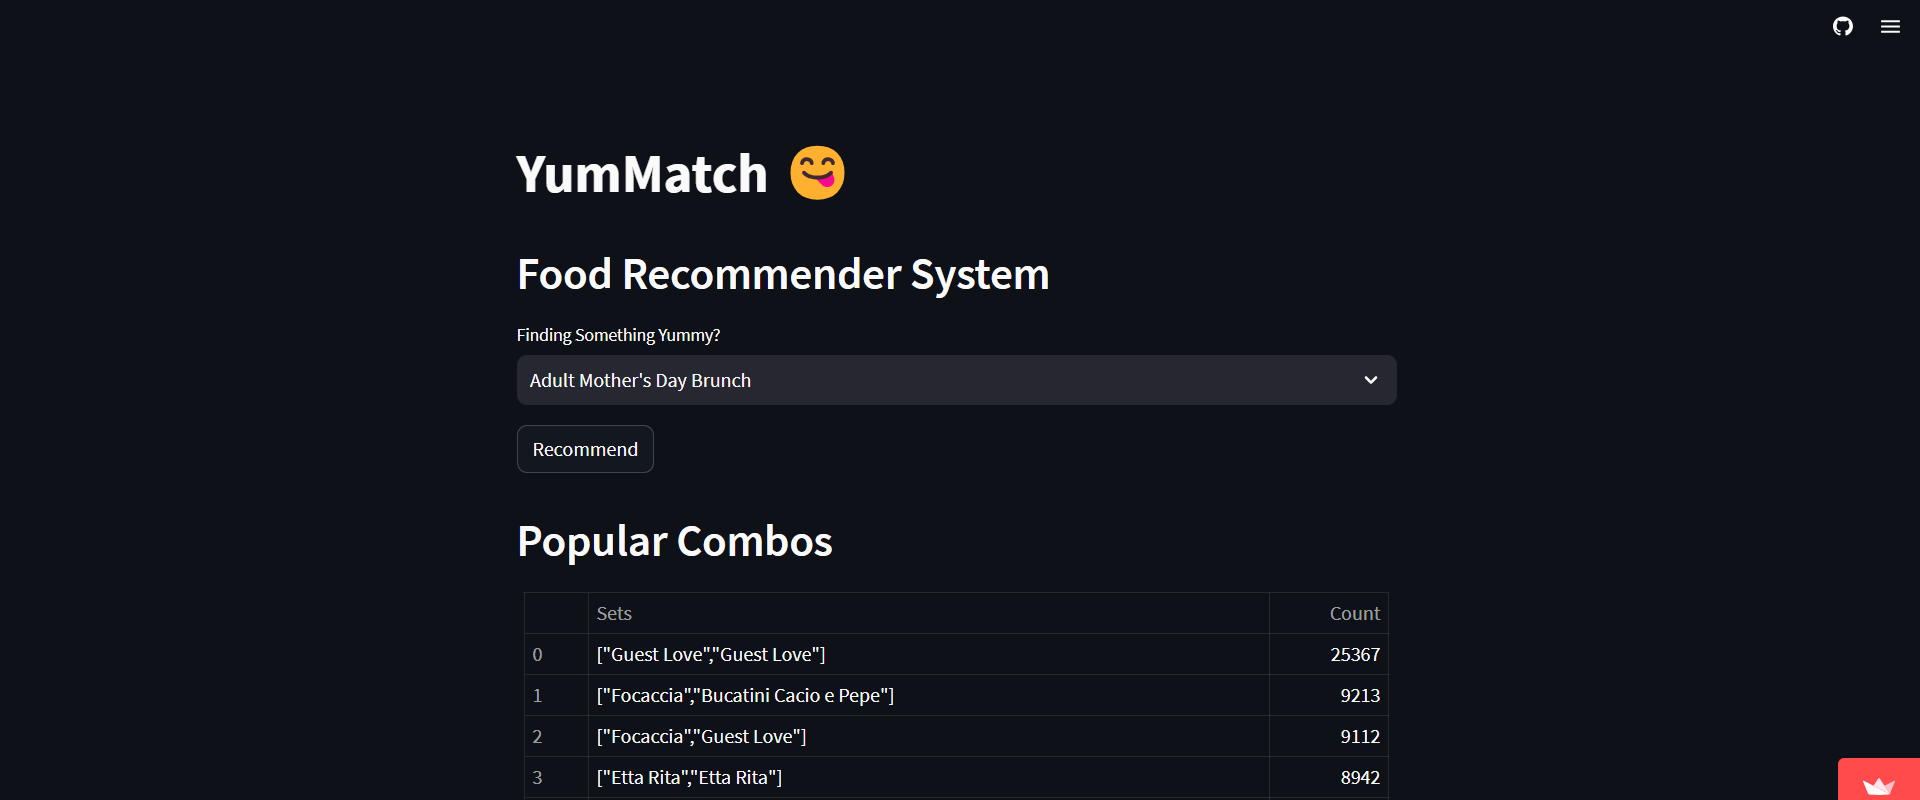 YumMatch 😋
Food Recommender System
Finding Something Yummy?
Adult Mother's Day Brunch
Recommend
Popular Combos
Sets Count
0 ["Guest Love","Guest Love"] 25367
1 ["Focaccia","Bucatini Cacio e Pepe"] 9213
2 ["Focaccia","Guest Love"] 9112
3 ["Etta Rita","Etta Rita"] 8942